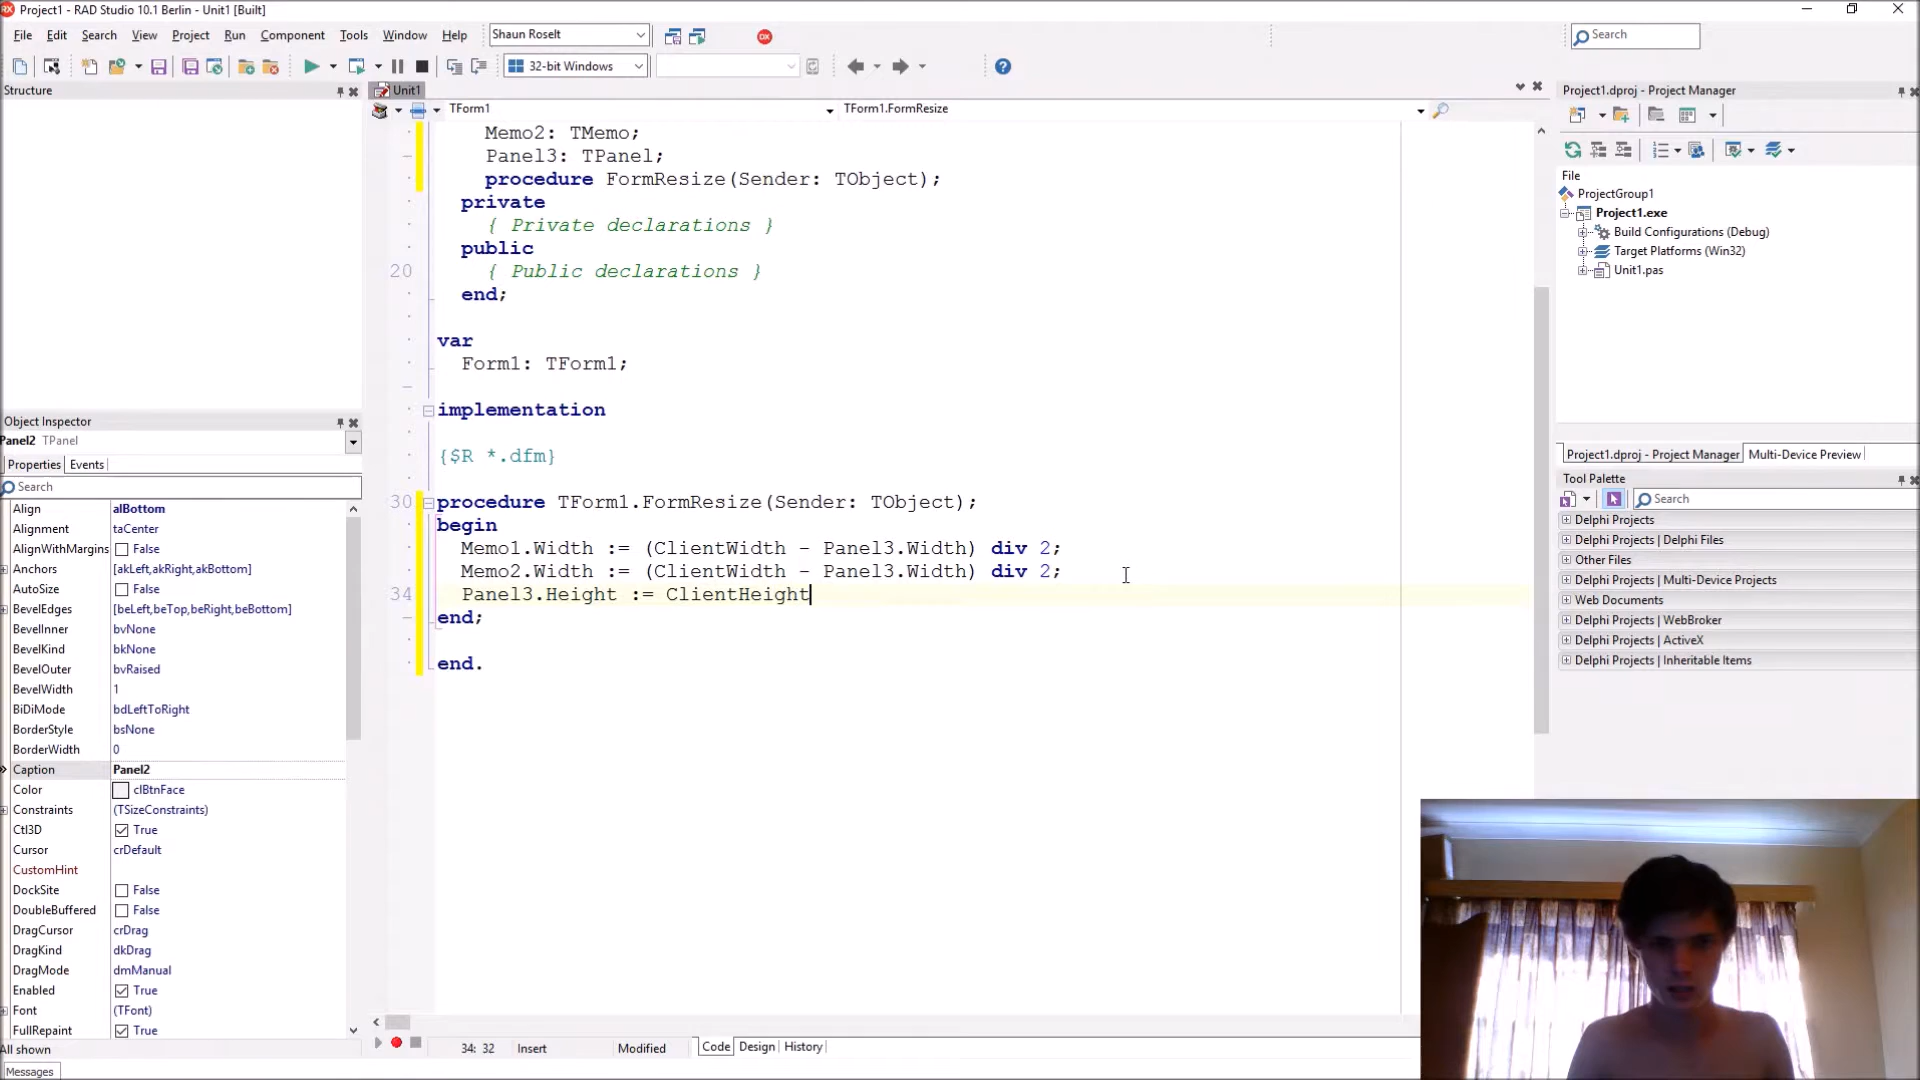 Project1 - RAD Studio 10.1 Berlin - Unit1 [Built]
File Edit Search View Project Run Component Tools Window Help Shaun Roselt Search
32-bit Windows
Structure
Unit1
TForm1 TForm1.FormResize
Memo2: TMemo;
Panel3: TPanel;
procedure FormResize(Sender: TObject);
private
{ Private declarations }
public
20 { Public declarations }
end;
var
Form1: TForm1;
implementation
{$R *.dfm}
30 procedure TForm1.FormResize(Sender: TObject);
begin
Memo1.Width := (ClientWidth - Panel3.Width) div 2;
Memo2.Width := (ClientWidth - Panel3.Width) div 2;
34 Panel3.Height := ClientHeight
end;
end.
34: 32 Insert Modified Code Design History
Object Inspector
Panel2 TPanel
Properties Events
Search
Align alBottom
Alignment taCenter
AlignWithMargins False
Anchors [akLeft,akRight,akBottom]
AutoSize False
BevelEdges [beLeft,beTop,beRight,beBottom]
BevelInner bvNone
BevelKind bkNone
BevelOuter bvRaised
BevelWidth 1
BiDiMode bdLeftToRight
BorderStyle bsNone
BorderWidth 0
Caption Panel2
Color clBtnFace
Constraints (TSizeConstraints)
Ctl3D True
Cursor crDefault
CustomHint
DockSite False
DoubleBuffered False
DragCursor crDrag
DragKind dkDrag
DragMode dmManual
Enabled True
Font (TFont)
FullRepaint True
All shown
Messages
Project1.dproj - Project Manager
File
ProjectGroup1
Project1.exe
Build Configurations (Debug)
Target Platforms (Win32)
Unit1.pas
Project1.dproj - Project Manager Multi-Device Preview
Tool Palette
Search
Delphi Projects
Delphi Projects | Delphi Files
Other Files
Delphi Projects | Multi-Device Projects
Web Documents
Delphi Projects | WebBroker
Delphi Projects | ActiveX
Delphi Projects | Inheritable Items